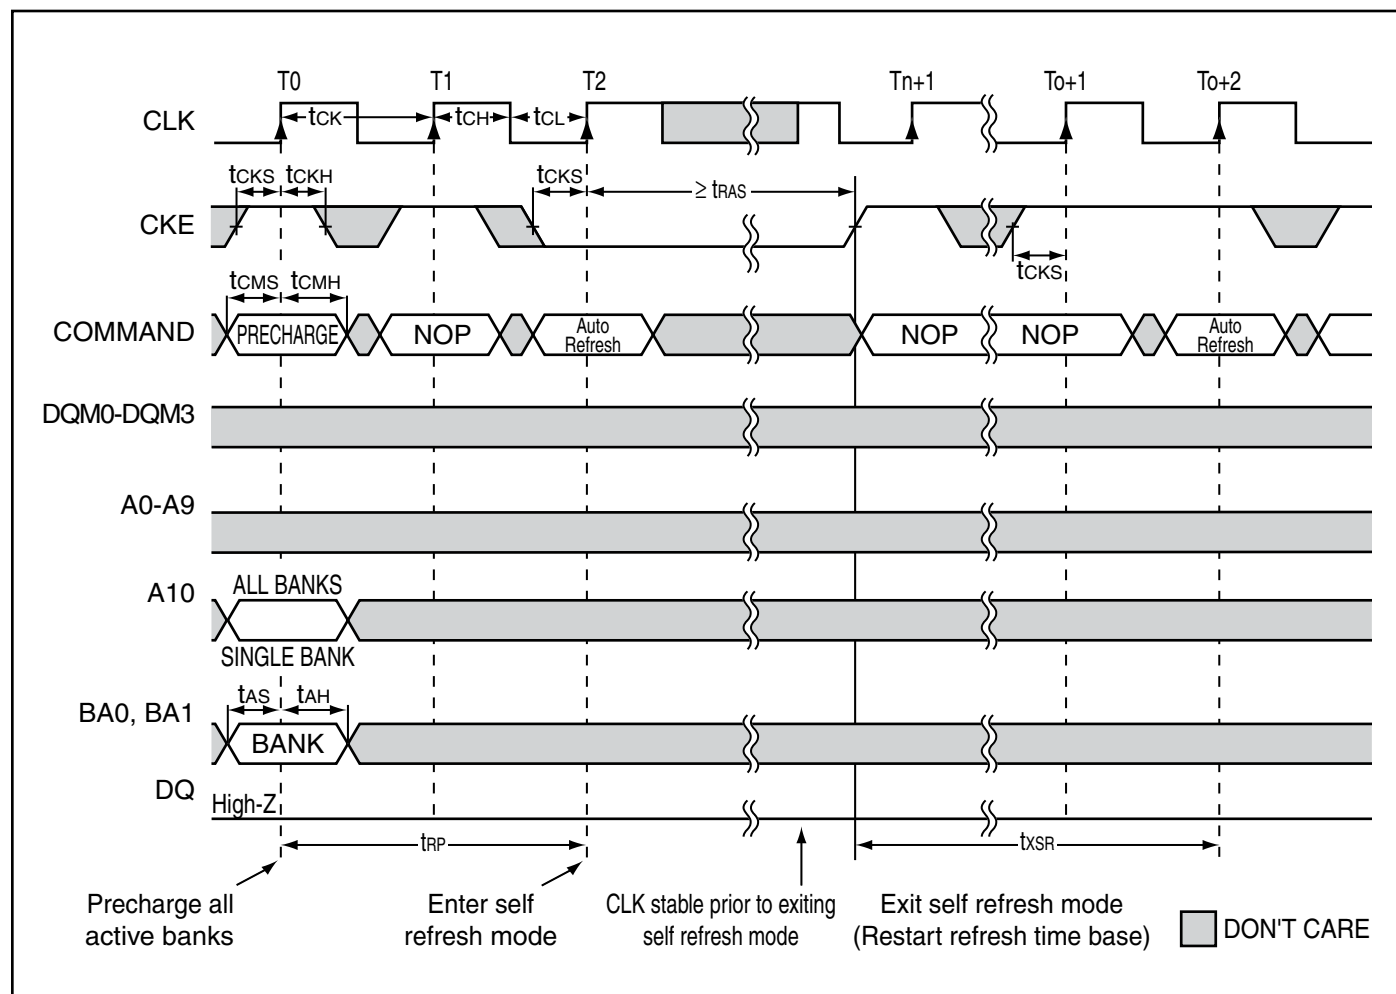 T0 T1 T2 Tn+1 To+1 To+2
CLK
tCK tCH tCL
tCKS tCKH tCKS ≥ tRAS
CKE
tCKS
tCMS tCMH
COMMAND PRECHARGE NOP Auto Refresh NOP NOP Auto Refresh
DQM0-DQM3
A0-A9
A10 ALL BANKS
SINGLE BANK
tAS tAH
BA0, BA1
BANK
DQ
High-Z
tRP tXSR
Precharge all
active banks
Enter self
refresh mode
CLK stable prior to exiting
self refresh mode
Exit self refresh mode
(Restart refresh time base)
DON'T CARE